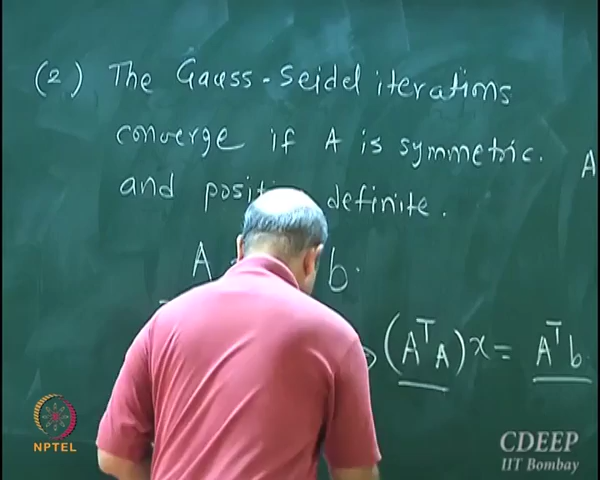 (2) The Gauss-Seidel iterations
converge if A is symmetric.
and definite.
A b.
A
(AᵀA)x = Aᵀb
NPTEL
CDEEP
IIT Bombay